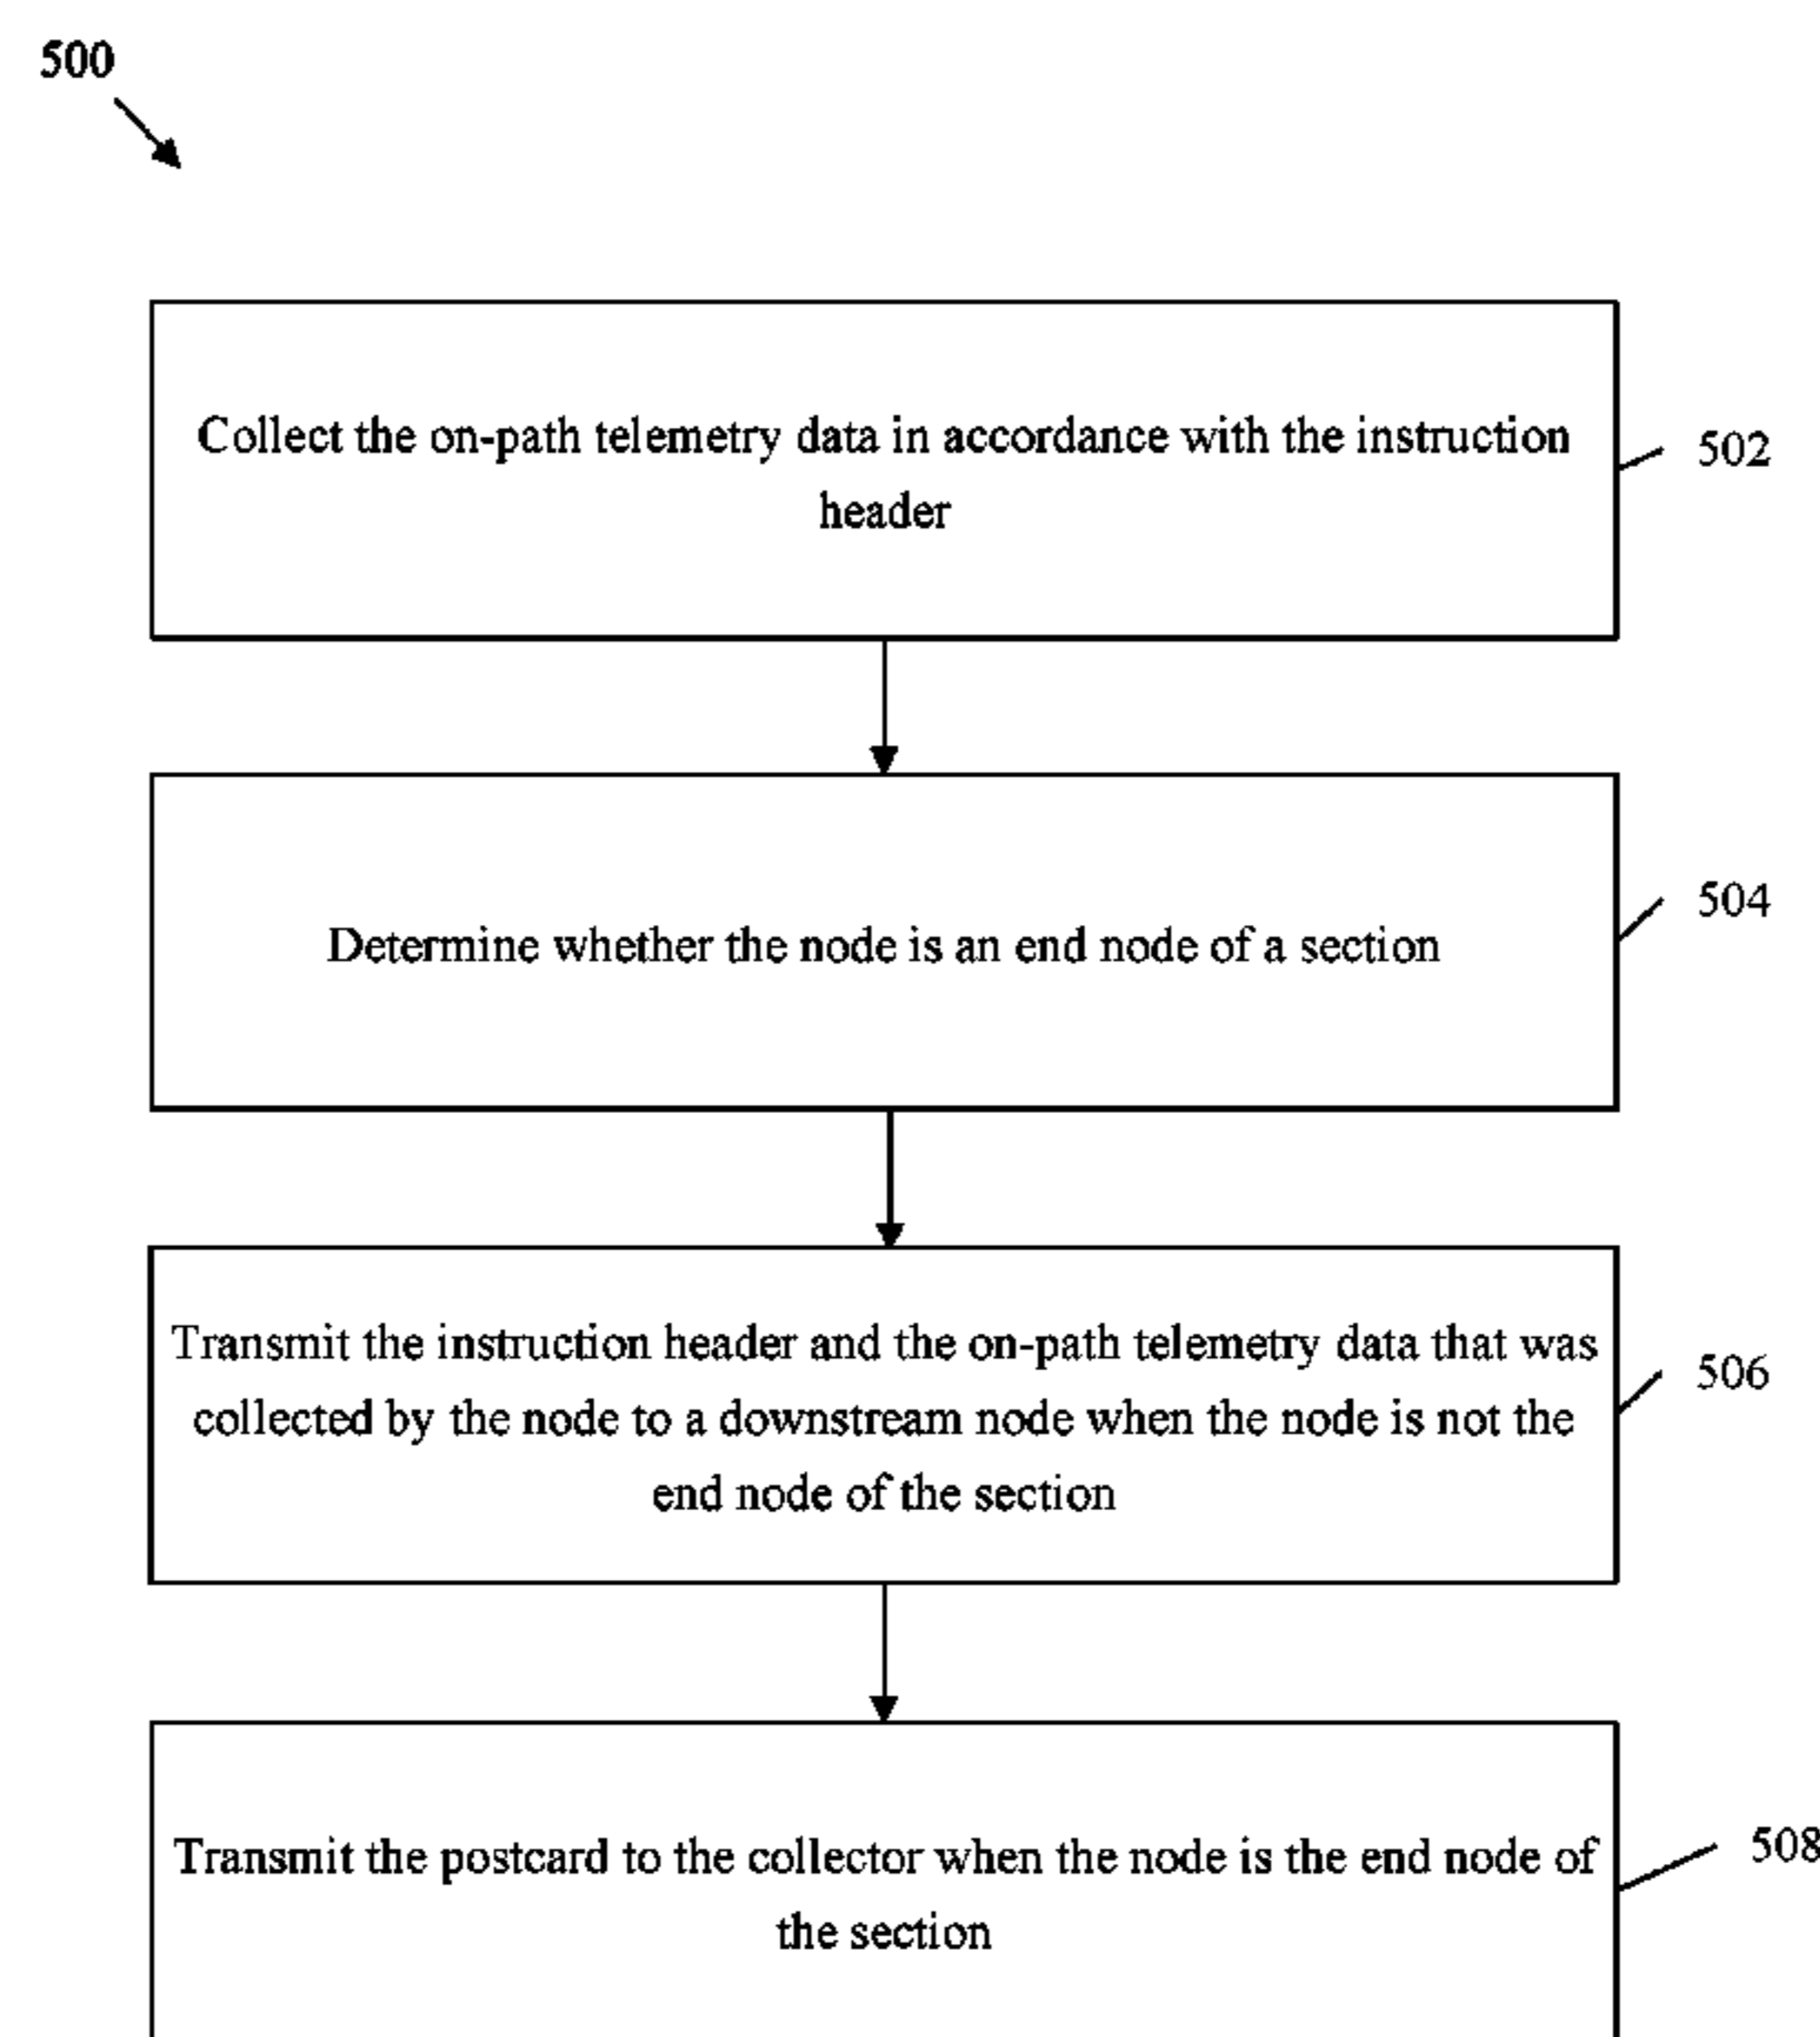 500
Collect the on-path telemetry data in accordance with the instruction
header
502
Determine whether the node is an end node of a section
504
Transmit the instruction header and the on-path telemetry data that was
collected by the node to a downstream node when the node is not the
end node of the section
506
Transmit the postcard to the collector when the node is the end node of
the section
508